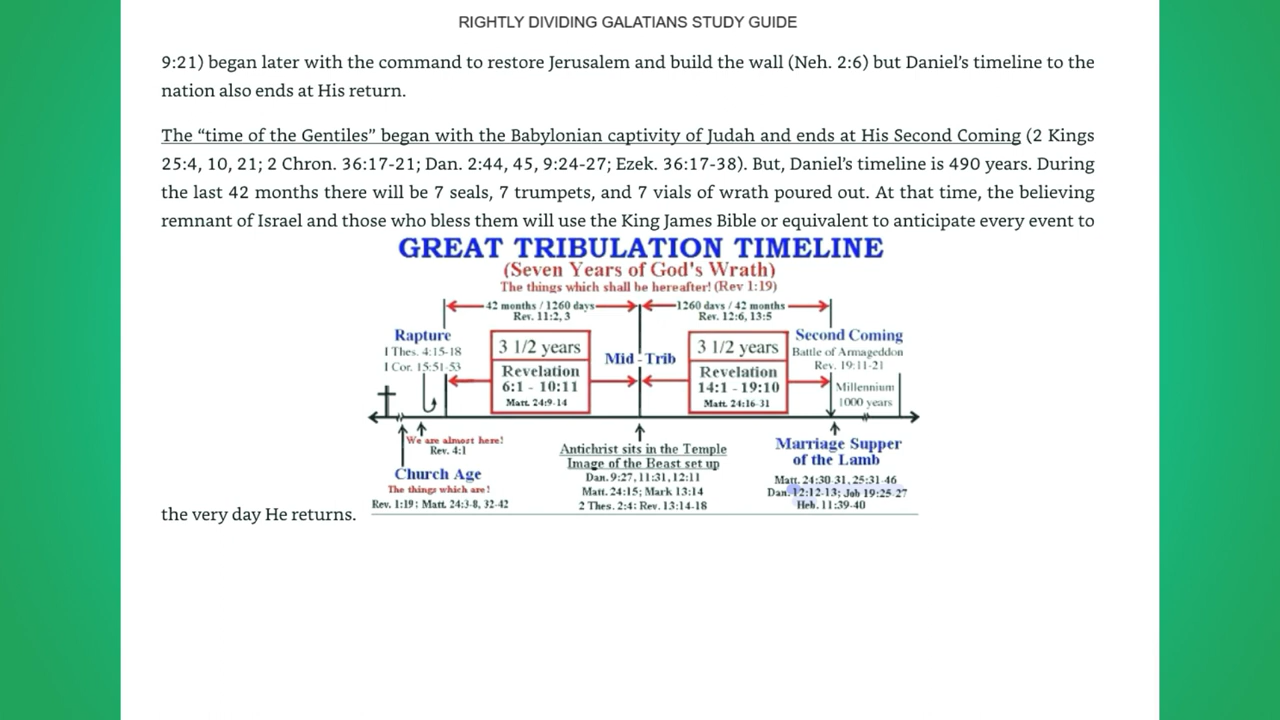 RIGHTLY DIVIDING GALATIANS STUDY GUIDE
9:21) began later with the command to restore Jerusalem and build the wall (Neh. 2:6) but Daniel's timeline to the
nation also ends at His return.
The “time of the Gentiles” began with the Babylonian captivity of Judah and ends at His Second Coming (2 Kings
25:4, 10, 21; 2 Chron. 36:17-21; Dan. 2:44, 45, 9:24-27; Ezek. 36:17-38). But, Daniel's timeline is 490 years. During
the last 42 months there will be 7 seals, 7 trumpets, and 7 vials of wrath poured out. At that time, the believing
remnant of Israel and those who bless them will use the King James Bible or equivalent to anticipate every event to
GREAT TRIBULATION TIMELINE
(Seven Years of God's Wrath)
The things which shall be hereafter! (Rev 1:19)
42 months / 1260 days
Rev. 11:2, 3
1260 days / 42 months
Rev. 12:6, 13:5
Rapture
1 Thes. 4:15-18
1 Cor. 15:51-53
3 1/2 years
Revelation
6:1 - 10:11
Matt. 24:9-14
Mid-Trib
3 1/2 years
Revelation
14:1 - 19:10
Matt. 24:16-31
Second Coming
Battle of Armageddon
Rev. 19:11-21
Millennium
1000 years
We are almost here!
Rev. 4:1
Church Age
The things which are!
Rev. 1:19; Matt. 24:3-8, 32-42
Antichrist sits in the Temple
Image of the Beast set up
Dan. 9:27, 11:31, 12:11
Matt. 24:15; Mark 13:14
2 Thes. 2:4; Rev. 13:14-18
Marriage Supper
of the Lamb
Matt. 24:30-31, 25:31-46
Dan. 12:12-13; Job 19:25-27
Heb. 11:39-40
the very day He returns.